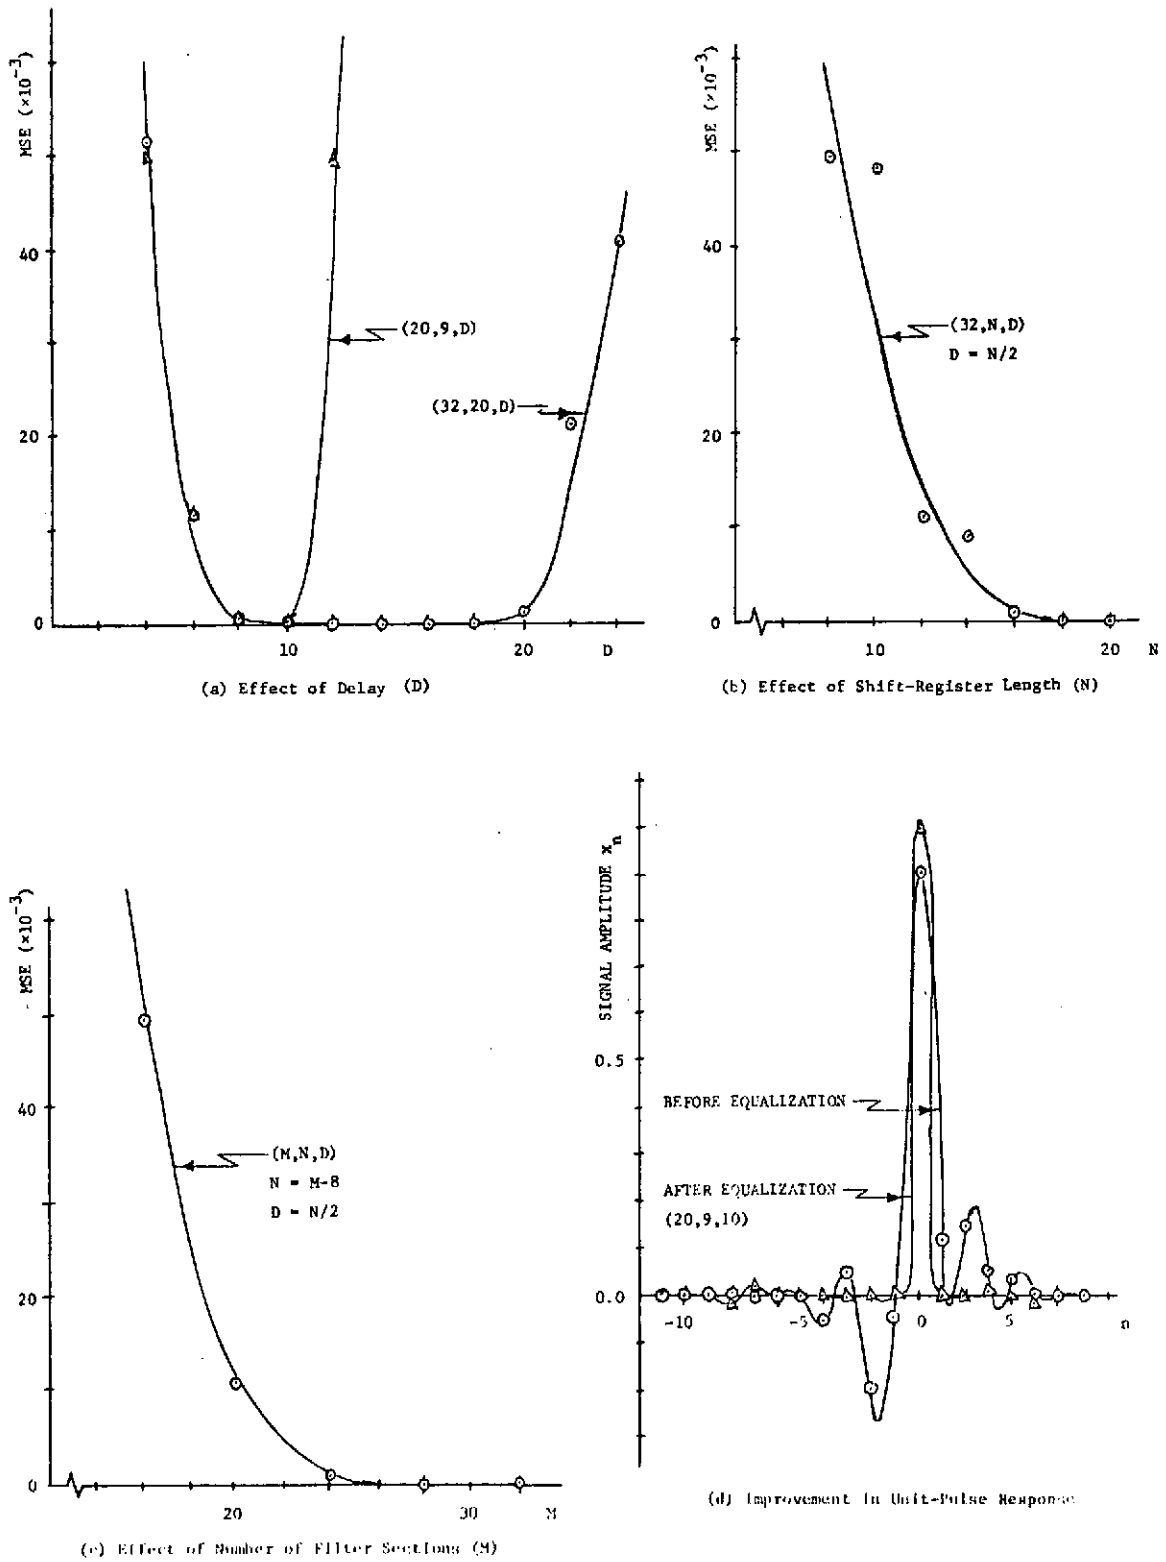 MSE (×10⁻³)
40
20
0
10
20
D
(20,9,D)
(32,20,D)
(a) Effect of Delay (D)
MSE (×10⁻³)
40
20
0
10
20
N
(32,N,D)
D = N/2
(b) Effect of Shift-Register Length (N)
MSE (×10⁻³)
40
20
0
20
30
M
(M,N,D)
N = M-8
D = N/2
(c) Effect of Number of Filter Sections (M)
SIGNAL AMPLITUDE xₙ
0.5
0.0
-10
-5
0
5
n
BEFORE EQUALIZATION
AFTER EQUALIZATION
(20,9,10)
(d) Improvement in Unit-Pulse Response